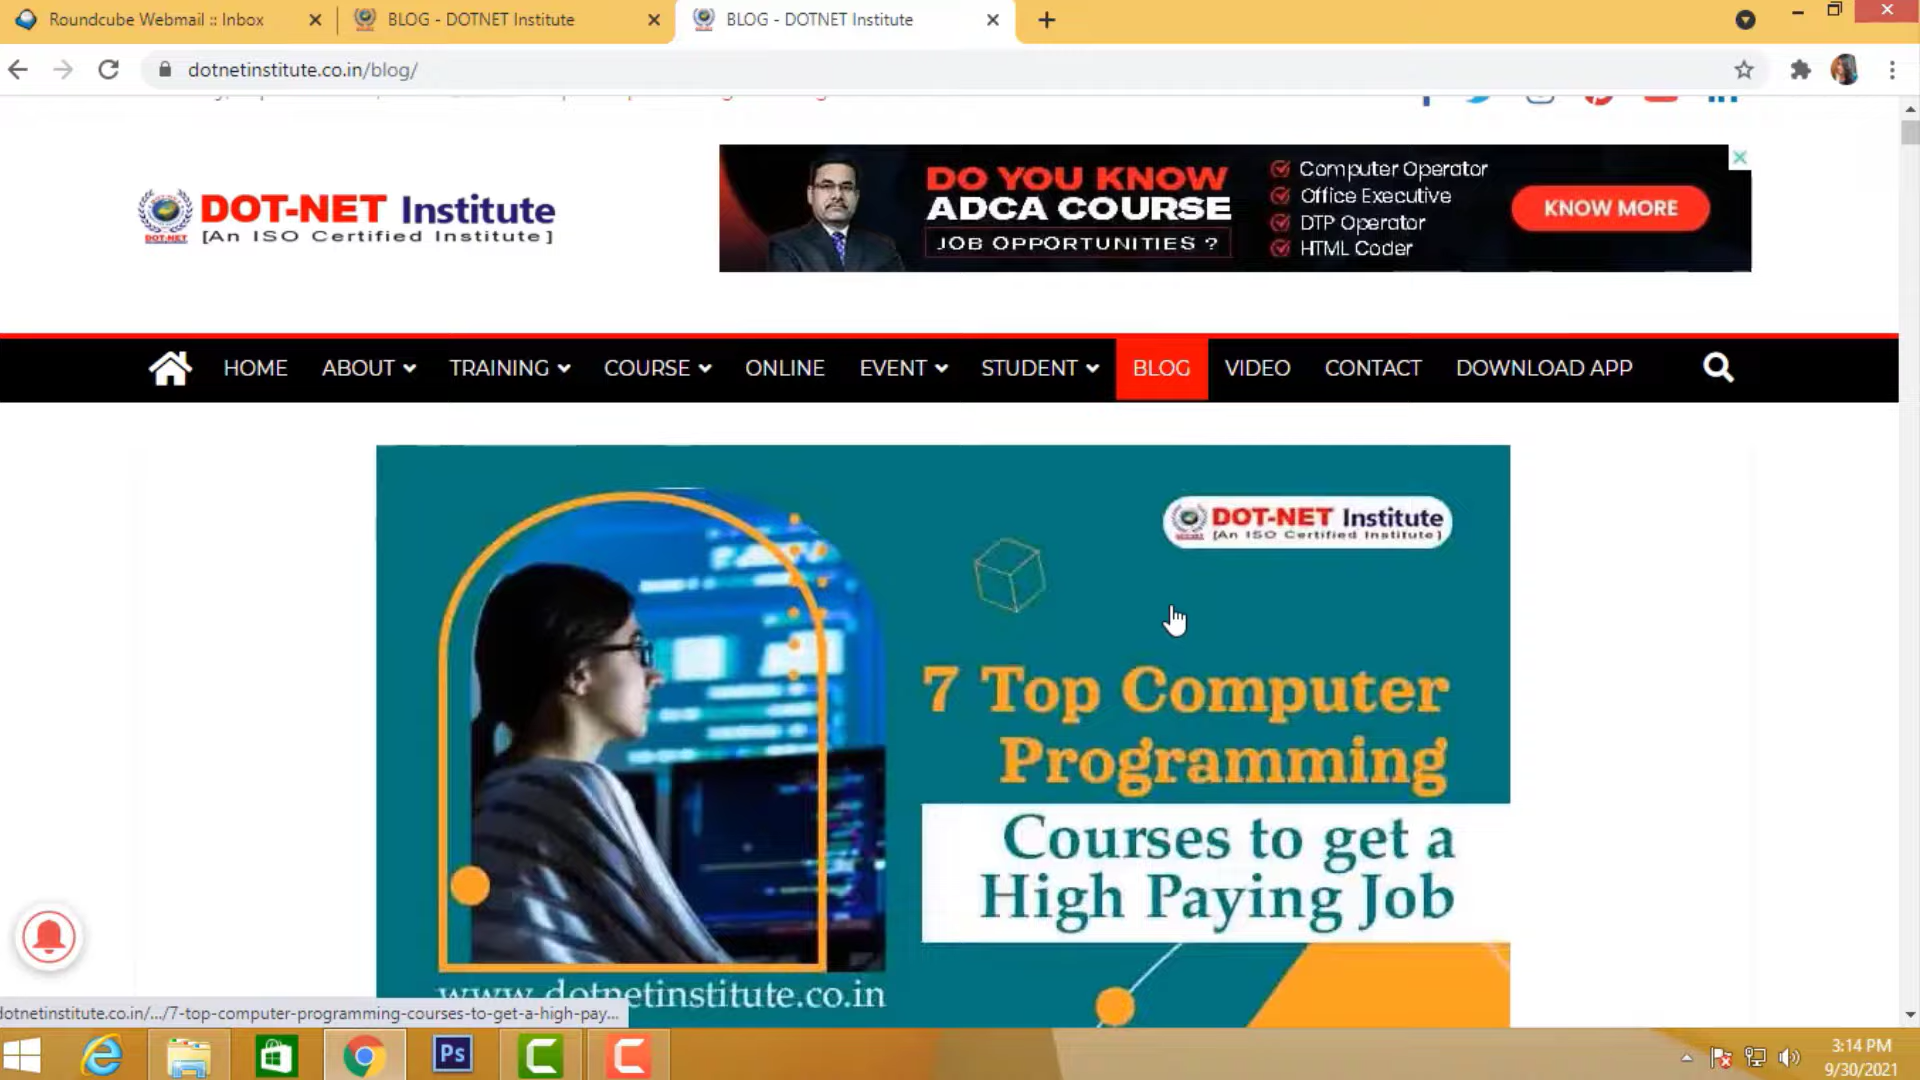 Roundcube Webmail :: Inbox
BLOG - DOTNET Institute
BLOG - DOTNET Institute
dotnetinstitute.co.in/blog/
DOT-NET Institute
[An ISO Certified Institute]
DOT-NET
DO YOU KNOW
ADCA COURSE
JOB OPPORTUNITIES ?
Computer Operator
Office Executive
DTP Operator
HTML Coder
KNOW MORE
HOME ABOUT TRAINING COURSE ONLINE EVENT STUDENT BLOG VIDEO CONTACT DOWNLOAD APP
DOT-NET Institute
[An ISO Certified Institute]
7 Top Computer
Programming
Courses to get a
High Paying Job
www.dotnetinstitute.co.in
dotnetinstitute.co.in/.../7-top-computer-programming-courses-to-get-a-high-pay...
Ps
3:14 PM
9/30/2021